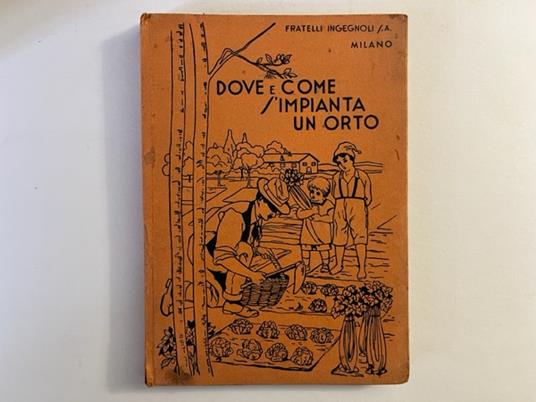 FRATELLI INGEGNOLI S.A.
MILANO
DOVE E COME
S'IMPIANTA
UN ORTO